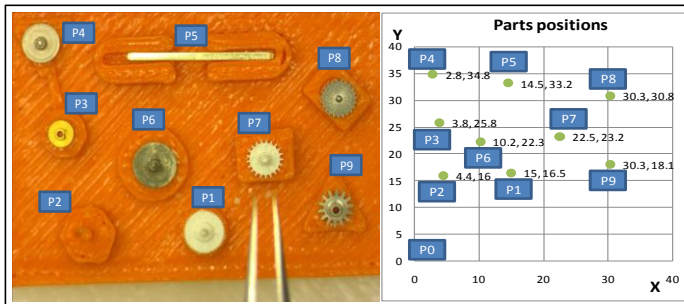 P4
P5
P8
P3
P6
P7
P9
P2
P1
Parts positions
Y
40
35
30
25
20
15
10
5
0
P4
2.8, 34.8
P5
14.5, 33.2
P8
30.3, 30.8
P3
3.8, 25.8
P6
10.2, 22.3
P7
22.5, 23.2
P2
4.4, 16
P1
15, 16.5
P9
30.3, 18.1
P0
0
10
20
30
40
X